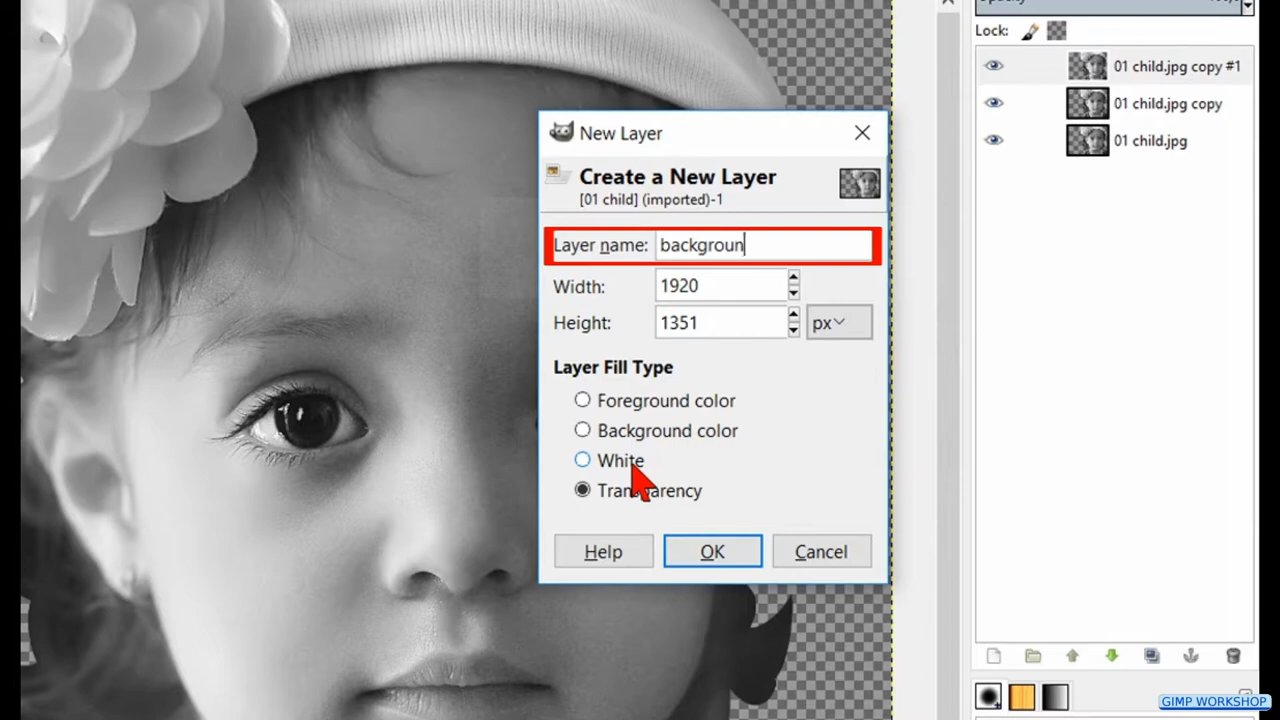 Lock:
01 child.jpg copy #1
01 child.jpg copy
01 child.jpg
New Layer
Create a New Layer
[01 child] (imported)-1
Layer name: backgroun
Width: 1920
Height: 1351 px
Layer Fill Type
Foreground color
Background color
White
Transparency
Help OK Cancel
GIMP WORKSHOP